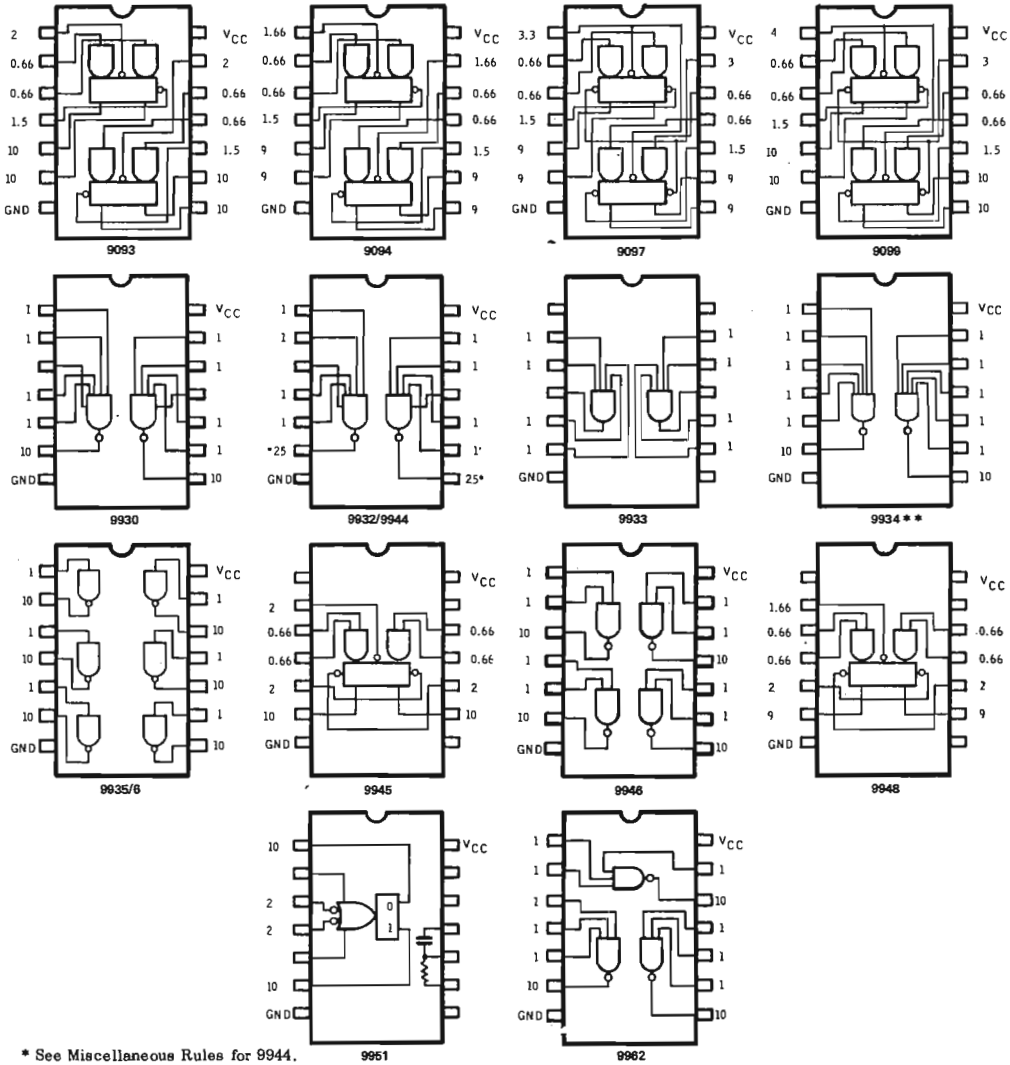 2 VCC 1.66 VCC 3.3 VCC 4 VCC
0.66 2 0.66 1.66 0.66 3 0.66 3
0.66 0.66 0.66 0.66 0.66 0.66 0.66 0.66
1.5 0.66 1.5 0.66 1.5 0.66 1.5 0.66
10 1.5 9 1.5 9 1.5 10 1.5
10 10 9 9 9 9 10 10
GND 10 GND 9 GND 9 GND 10
9093 9094 9097 9099
1 VCC 1 VCC 1 VCC
1 1 1 1 1 1 1 1
1 1 1 1 1
1 1 1 1
1 1 1 1 1 1 1 1
10 1 *25 1' 1 1 10 1
GND 10 GND 25* GND 10
9930 9932/9944 9933 9934 **
1 VCC VCC 1 VCC VCC
10 1 2 1 1 1.66
1 10 0.66 0.66 10 1 0.66 .66
10 1 0.66 0.66 1 10 0.66 0.66
1 10 2 2 1 1 2 2
10 1 10 10 10 1 9 9
GND 10 GND GND 10 GND
9935/6 9945 9946 9948
10 VCC 1 VCC
1 1
2 0 1 10
2 1 1 1
1 1
10 10 1
GND GND 10
9951 9962
* See Miscellaneous Rules for 9944.